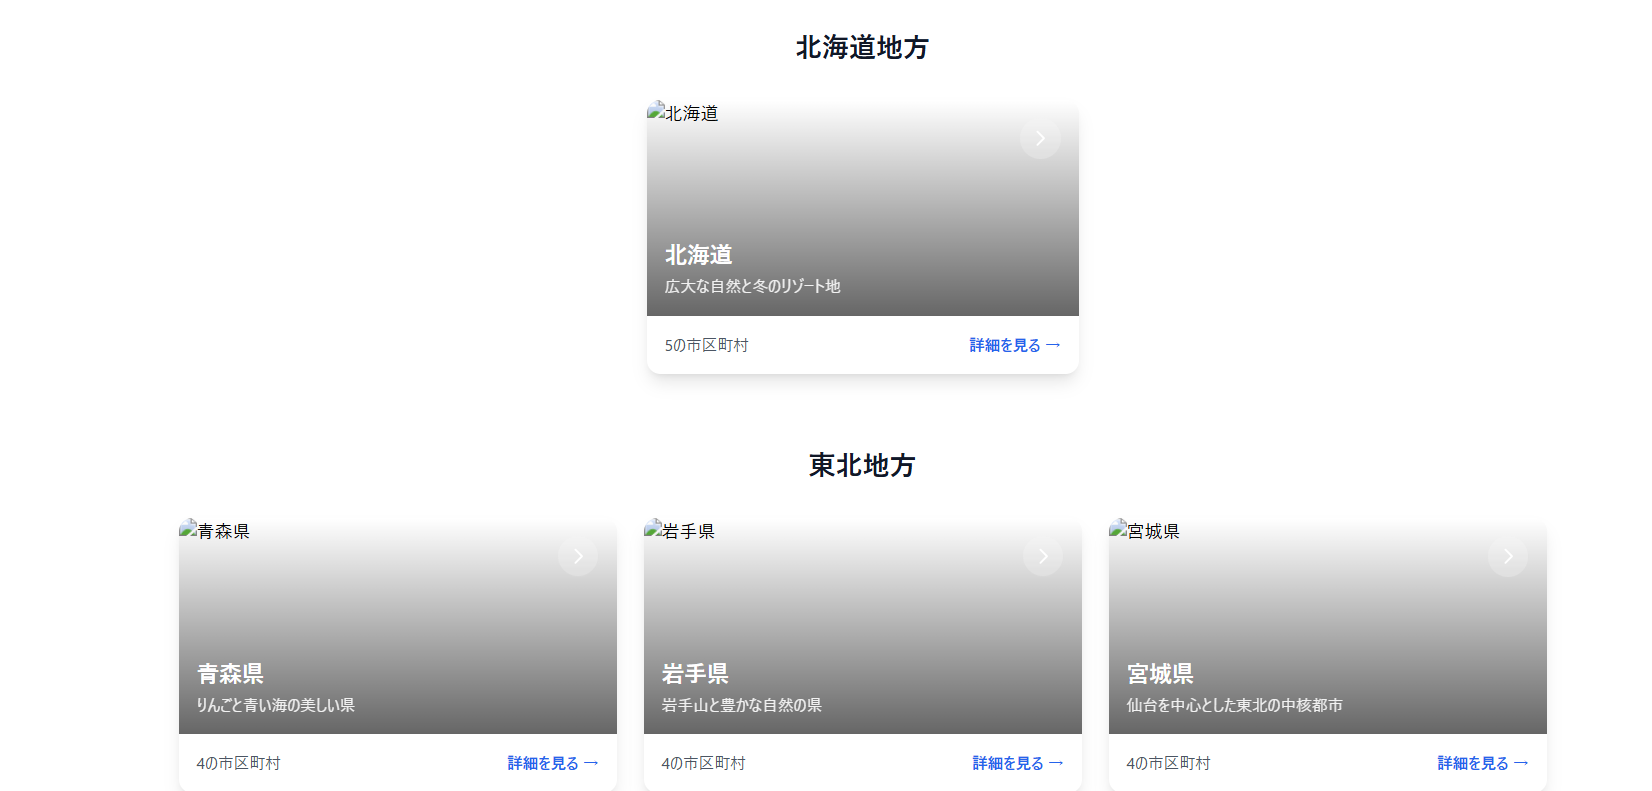 北海道地方
北海道
北海道
広大な自然と冬のリゾート地
5の市区町村 詳細を見る →
東北地方
青森県 岩手県 宮城県
青森県 岩手県 宮城県
りんごと青い海の美しい県 岩手山と豊かな自然の県 仙台を中心とした東北の中核都市
4の市区町村 詳細を見る → 4の市区町村 詳細を見る → 4の市区町村 詳細を見る →